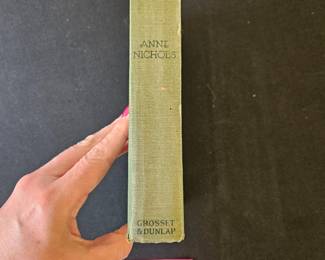 ANNE
NICHOLS
GROSSET
& DUNLAP